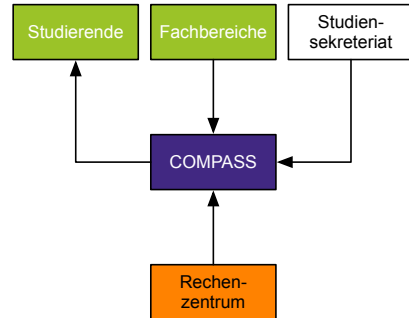 Studierende
Fachbereiche
Studien-
sekreteriat
COMPASS
Rechen-
zentrum